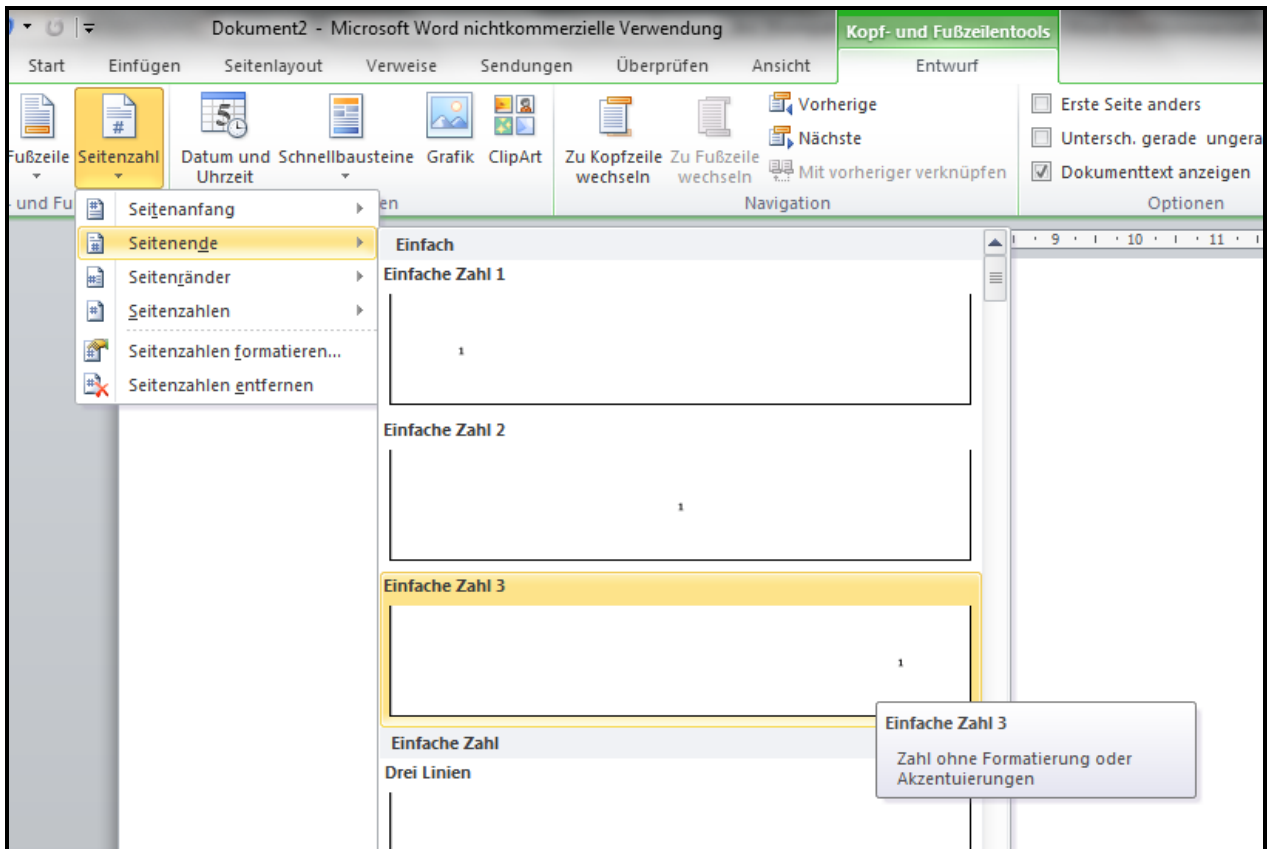 Dokument2 - Microsoft Word nichtkommerzielle Verwendung
Kopf- und Fußzeilentools
Start Einfügen Seitenlayout Verweise Sendungen Überprüfen Ansicht Entwurf
Fußzeile
Seitenzahl
Datum und Uhrzeit
Schnellbausteine
Grafik
ClipArt
Zu Kopfzeile wechseln
Zu Fußzeile wechseln
Vorherige
Nächste
Mit vorheriger verknüpfen
Erste Seite anders
Untersch. gerade ungera
Dokumenttext anzeigen
und Fu
en
Navigation
Optionen
Seitenanfang
Seitenende
Seitenränder
Seitenzahlen
Seitenzahlen formatieren...
Seitenzahlen entfernen
9 10 11
Einfach
Einfache Zahl 1
1
Einfache Zahl 2
1
Einfache Zahl 3
1
Einfache Zahl 3
Zahl ohne Formatierung oder
Akzentuierungen
Einfache Zahl
Drei Linien